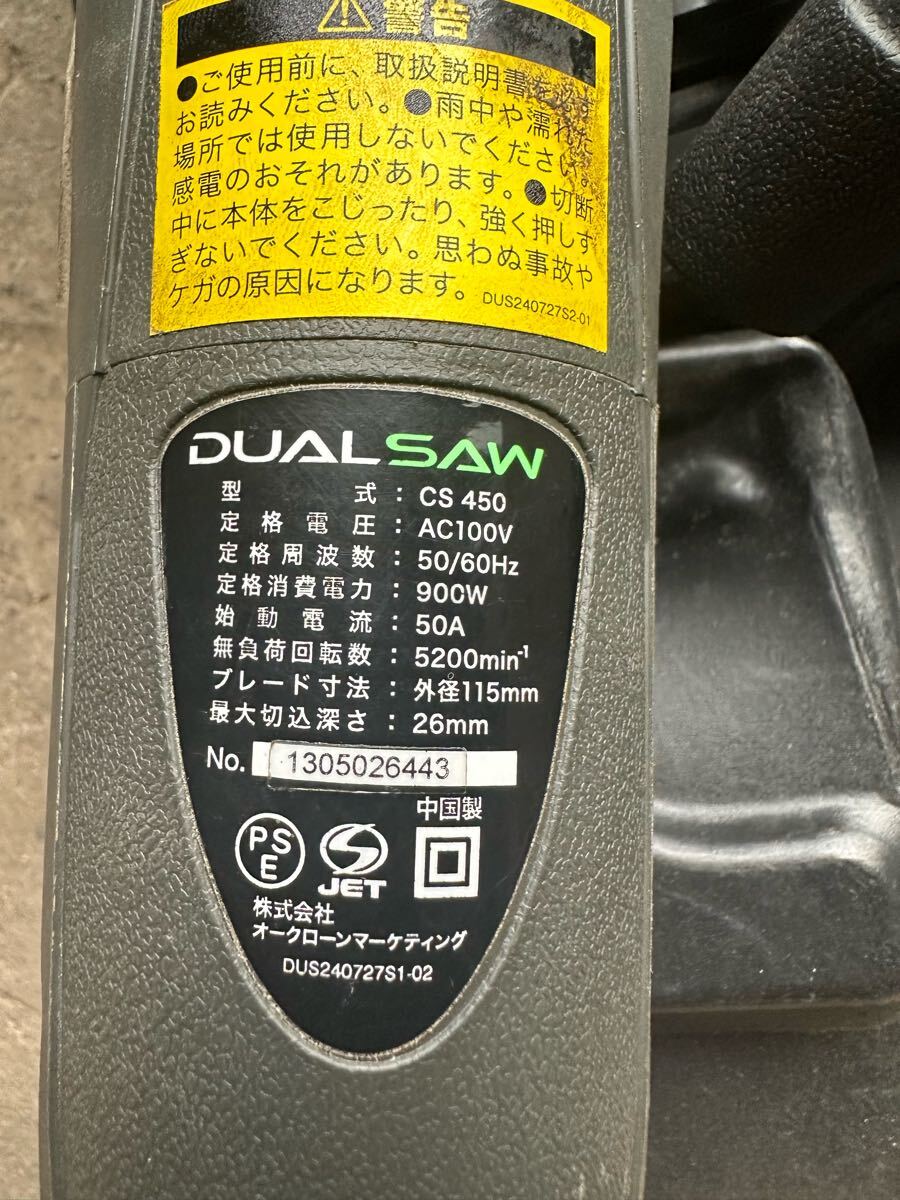 ⚠警告
●ご使用前に、取扱説明書を必ず
お読みください。●雨中や濡れた
場所では使用しないでください。
感電のおそれがあります。●切断
中に本体をこじったり、強く押しす
ぎないでください。思わぬ事故や
ケガの原因になります。 DUS240727S2-01
DUALSAW
型式：CS 450
定格電圧：AC100V
定格周波数：50/60Hz
定格消費電力：900W
始動電流：50A
無負荷回転数：5200min⁻¹
ブレード寸法：外径115mm
最大切込深さ：26mm
No. 1305026443
中国製
PSE JET
株式会社
オークローンマーケティング
DUS240727S1-02